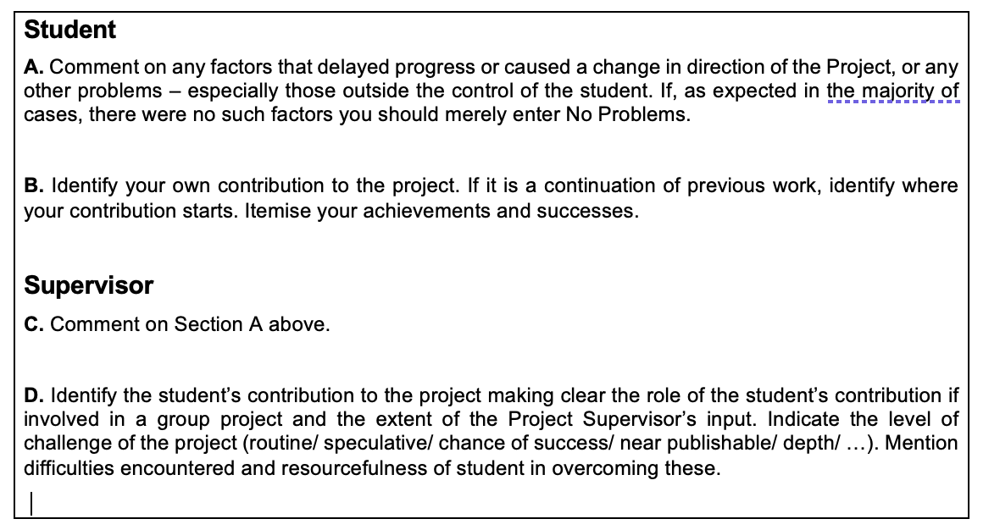 Student
A. Comment on any factors that delayed progress or caused a change in direction of the Project, or any
other problems – especially those outside the control of the student. If, as expected in the majority of
cases, there were no such factors you should merely enter No Problems.
B. Identify your own contribution to the project. If it is a continuation of previous work, identify where
your contribution starts. Itemise your achievements and successes.
Supervisor
C. Comment on Section A above.
D. Identify the student’s contribution to the project making clear the role of the student’s contribution if
involved in a group project and the extent of the Project Supervisor’s input. Indicate the level of
challenge of the project (routine/ speculative/ chance of success/ near publishable/ depth/ …). Mention
difficulties encountered and resourcefulness of student in overcoming these.